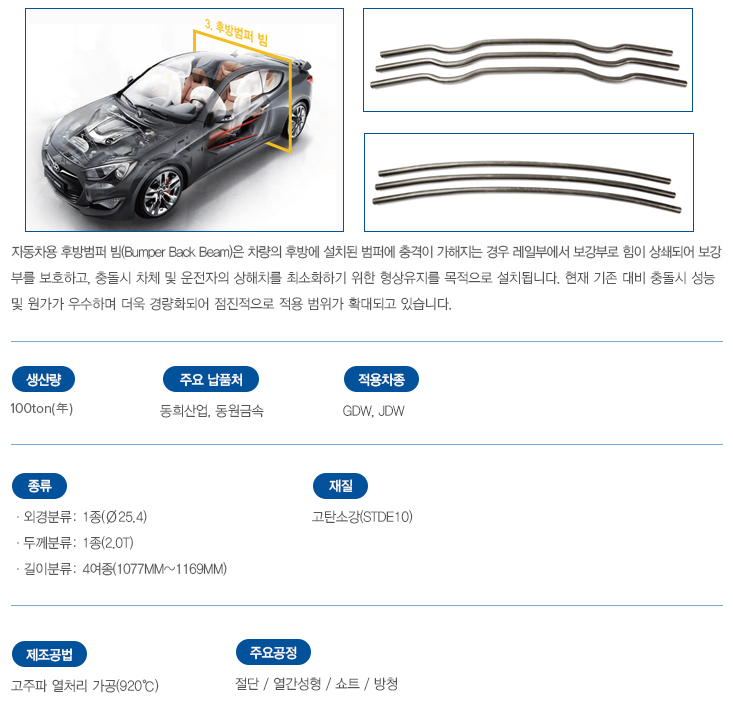 3. 후방범퍼 빔
자동차용 후방범퍼 빔(Bumper Back Beam)은 차량의 후방에 설치된 범퍼에 충격이 가해지는 경우 레일부에서 보강부로 힘이 상쇄되어 보강
부를 보호하고, 충돌시 차체 및 운전자의 상해치를 최소화하기 위한 형상유지를 목적으로 설치됩니다. 현재 기존 대비 충돌시 성능
및 원가가 우수하며 더욱 경량화되어 점진적으로 적용 범위가 확대되고 있습니다.
생산량 주요 납품처 적용차종
100ton(年) 동희산업, 동원금속 GDW, JDW
종류 재질
· 외경분류: 1종(Ø25.4) 고탄소강(STDE10)
· 두께분류: 1종(2.0T)
· 길이분류: 4여종(1077MM～1169MM)
제조공법 주요공정
고주파 열처리 가공(920℃) 절단 / 열간성형 / 쇼트 / 방청